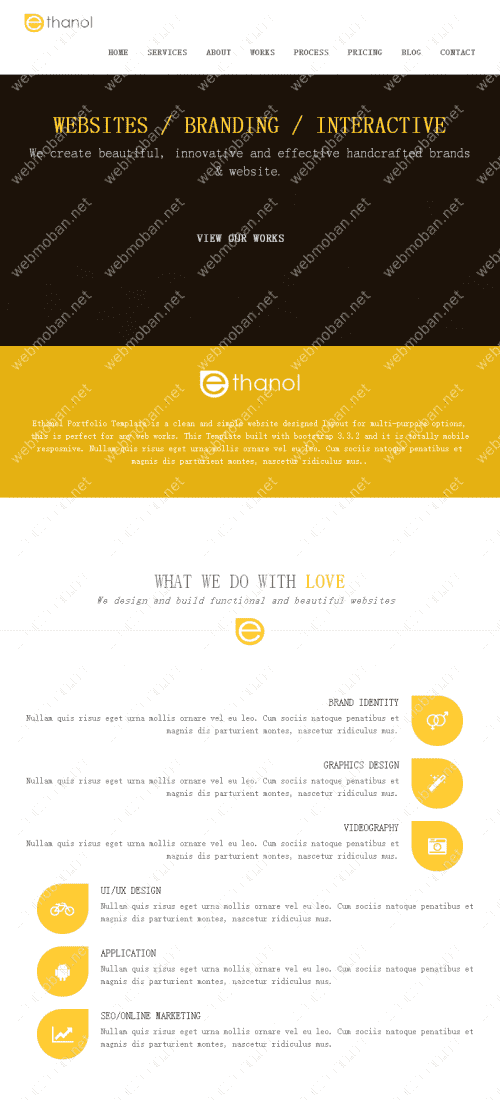 ethanol
HOME SERVICES ABOUT WORKS PROCESS PRICING BLOG CONTACT
WEBSITES / BRANDING / INTERACTIVE
We create beautiful, innovative and effective handcrafted brands
& website.
VIEW OUR WORKS
ethanol
Ethanol Portfolio Template is a clean and simple website designed layout for multi-purpose options,
this is perfect for any web works. This Template built with bootstrap 3.3.2 and it is totally mobile
responsive. Nullam quis risus eget urna mollis ornare vel eu leo. Cum sociis natoque penatibus et
magnis dis parturient montes, nascetur ridiculus mus..
WHAT WE DO WITH LOVE
We design and build functional and beautiful websites
e
BRAND IDENTITY
Nullam quis risus eget urna mollis ornare vel eu leo. Cum sociis natoque penatibus et
magnis dis parturient montes, nascetur ridiculus mus.
GRAPHICS DESIGN
Nullam quis risus eget urna mollis ornare vel eu leo. Cum sociis natoque penatibus et
magnis dis parturient montes, nascetur ridiculus mus.
VIDEOGRAPHY
Nullam quis risus eget urna mollis ornare vel eu leo. Cum sociis natoque penatibus et
magnis dis parturient montes, nascetur ridiculus mus.
UI/UX DESIGN
Nullam quis risus eget urna mollis ornare vel eu leo. Cum sociis natoque penatibus et
magnis dis parturient montes, nascetur ridiculus mus.
APPLICATION
Nullam quis risus eget urna mollis ornare vel eu leo. Cum sociis natoque penatibus et
magnis dis parturient montes, nascetur ridiculus mus.
SEO/ONLINE MARKETING
Nullam quis risus eget urna mollis ornare vel eu leo. Cum sociis natoque penatibus et
magnis dis parturient montes, nascetur ridiculus mus.
webmoban.net